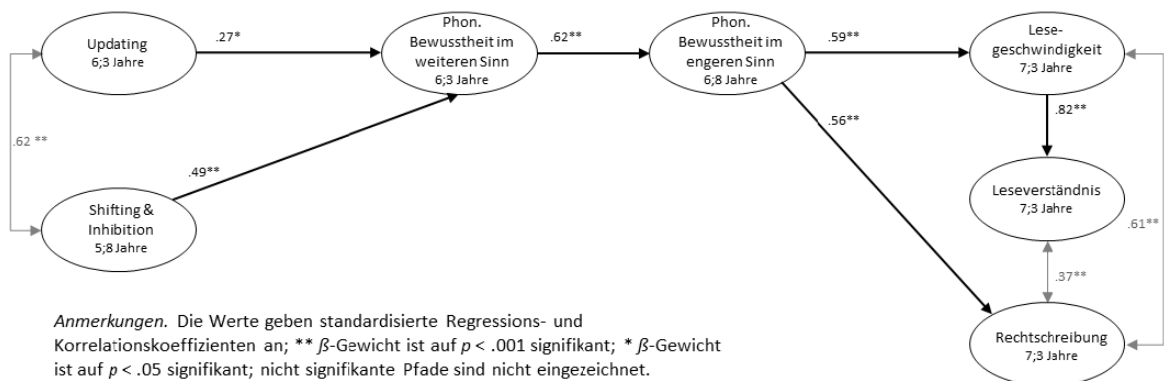 Updating
6;3 Jahre
.27*
Phon.
Bewusstheit im
weiteren Sinn
6;3 Jahre
.62**
Phon.
Bewusstheit im
engeren Sinn
6;8 Jahre
.59**
Lese-
geschwindigkeit
7;3 Jahre
.62 **
.49**
.56**
.82**
Shifting &
Inhibition
5;8 Jahre
Leseverständnis
7;3 Jahre
.61**
.37**
Rechtschreibung
7;3 Jahre
Anmerkungen. Die Werte geben standardisierte Regressions- und
Korrelationskoeffizienten an; ** ß-Gewicht ist auf p < .001 signifikant; * ß-Gewicht
ist auf p < .05 signifikant; nicht signifikante Pfade sind nicht eingezeichnet.